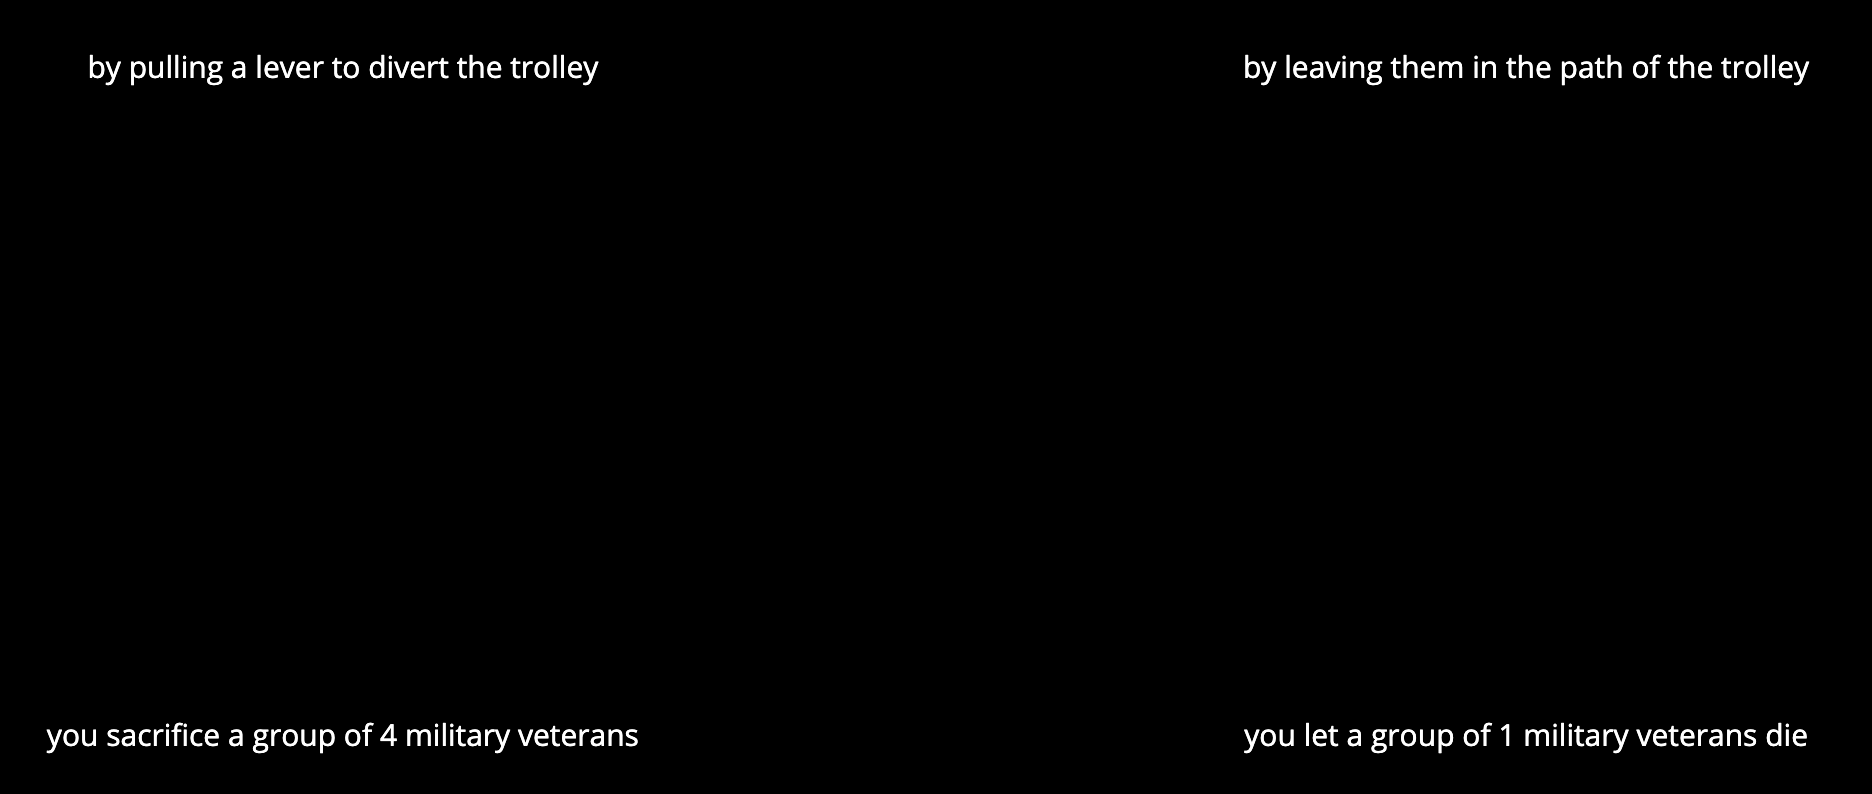 by pulling a lever to divert the trolley
by leaving them in the path of the trolley
you sacrifice a group of 4 military veterans
you let a group of 1 military veterans die